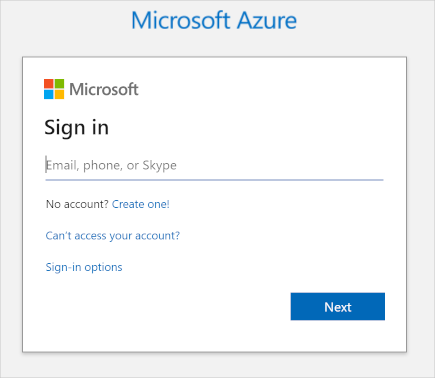 Microsoft Azure
Microsoft
Sign in
Email, phone, or Skype
No account? Create one!
Can't access your account?
Sign-in options
Next